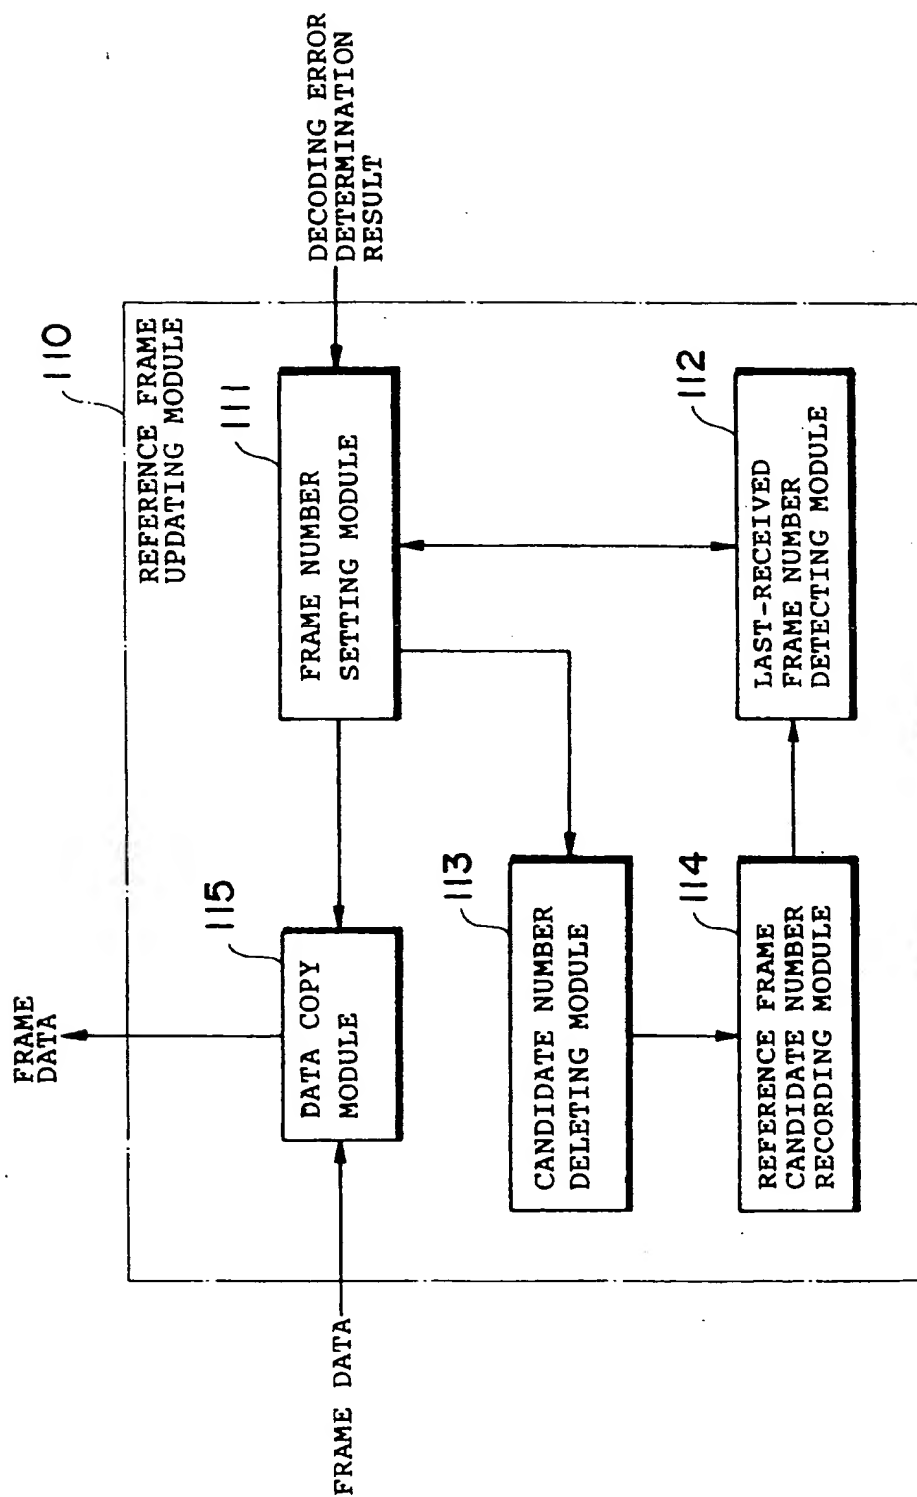 110
REFERENCE FRAME
UPDATING MODULE
DECODING ERROR
DETERMINATION
RESULT
111
FRAME NUMBER
SETTING MODULE
112
LAST-RECEIVED
FRAME NUMBER
DETECTING MODULE
115
DATA COPY
MODULE
113
CANDIDATE NUMBER
DELETING MODULE
114
REFERENCE FRAME
CANDIDATE NUMBER
RECORDING MODULE
FRAME
DATA
FRAME DATA